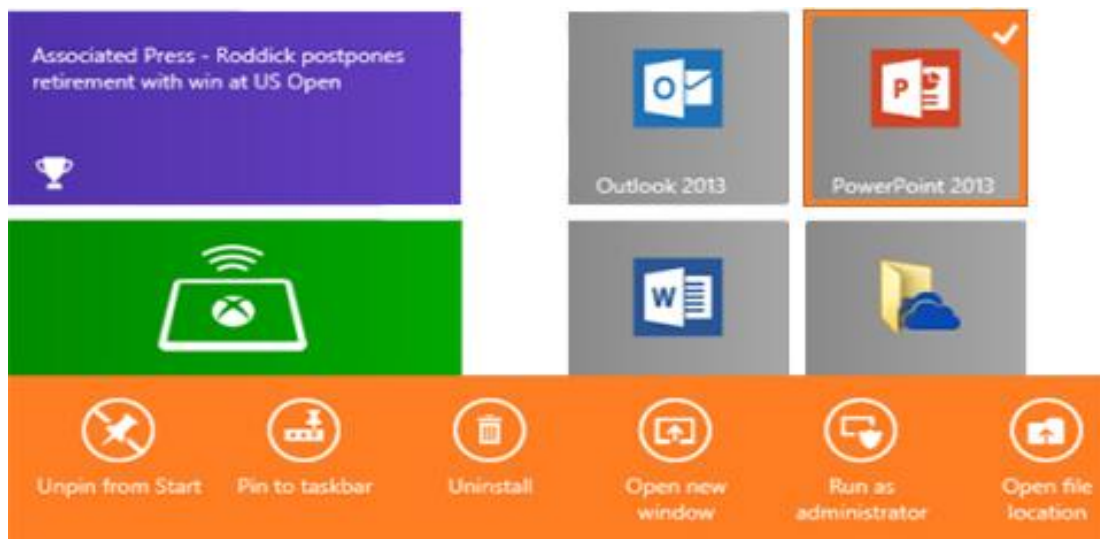 Associated Press - Roddick postpones
retirement with win at US Open
O
P
Outlook 2013
PowerPoint 2013
W
Unpin from Start
Pin to taskbar
Uninstall
Open new
window
Run as
administrator
Open file
location